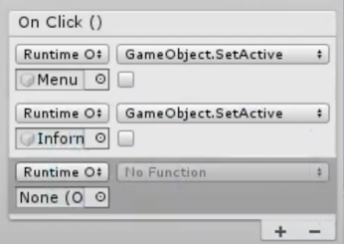 On Click ()
Runtime O GameObject.SetActive
Menu
Runtime O GameObject.SetActive
Inforn
Runtime O No Function
None (O
+ −